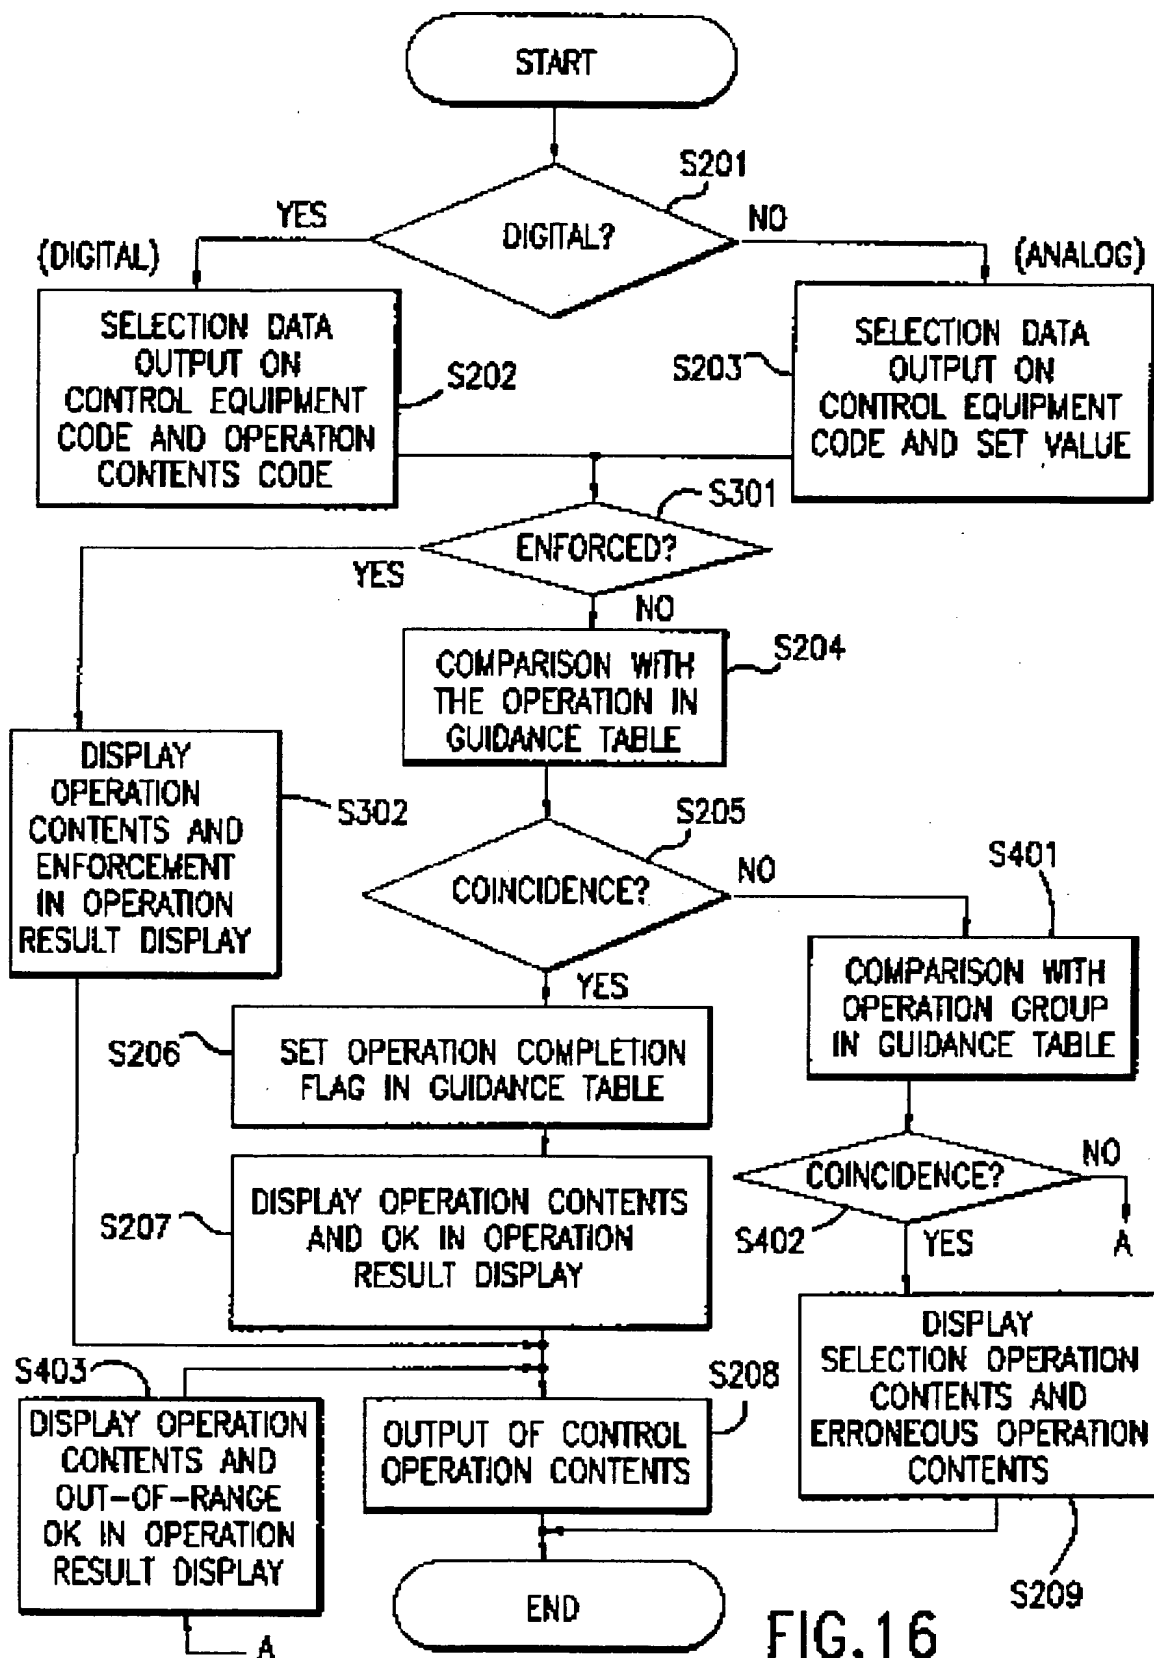 START
S201
YES
DIGITAL?
NO
(DIGITAL)
(ANALOG)
SELECTION DATA
OUTPUT ON
CONTROL EQUIPMENT
CODE AND OPERATION
CONTENTS CODE
S202
S203
SELECTION DATA
OUTPUT ON
CONTROL EQUIPMENT
CODE AND SET VALUE
S301
ENFORCED?
YES
NO
S204
COMPARISON WITH
THE OPERATION IN
GUIDANCE TABLE
DISPLAY
OPERATION
CONTENTS AND
ENFORCEMENT
IN OPERATION
RESULT DISPLAY
S302
S205
COINCIDENCE?
NO
YES
S401
COMPARISON WITH
OPERATION GROUP
IN GUIDANCE TABLE
S206
SET OPERATION COMPLETION
FLAG IN GUIDANCE TABLE
COINCIDENCE?
NO
S402
YES
A
S207
DISPLAY OPERATION CONTENTS
AND OK IN OPERATION
RESULT DISPLAY
DISPLAY
SELECTION OPERATION
CONTENTS AND
ERRONEOUS OPERATION
CONTENTS
S209
S403
DISPLAY OPERATION
CONTENTS AND
OUT-OF-RANGE
OK IN OPERATION
RESULT DISPLAY
A
S208
OUTPUT OF CONTROL
OPERATION CONTENTS
END
FIG.16